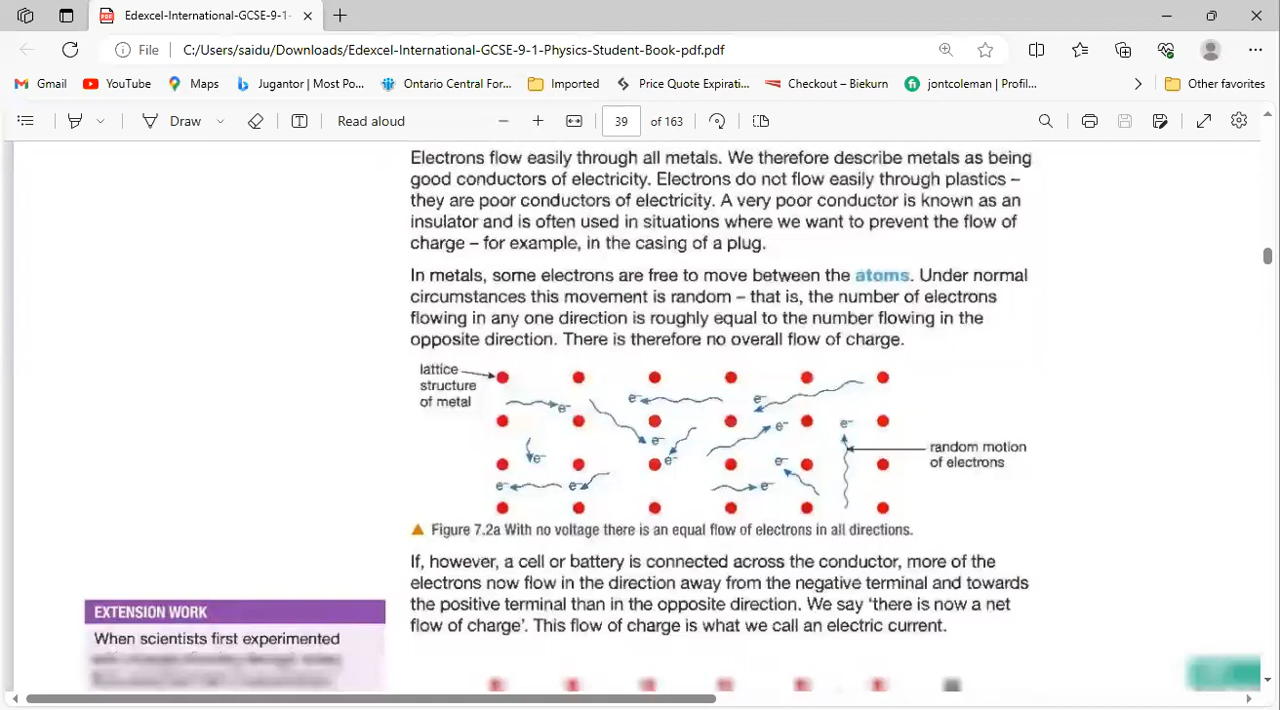 Edexcel-International-GCSE-9-1-
File C:/Users/saidu/Downloads/Edexcel-International-GCSE-9-1-Physics-Student-Book-pdf.pdf
Gmail YouTube Maps Jugantor | Most Po... Ontario Central For... Imported Price Quote Expirati... Checkout – Biekurn jontcoleman | Profil... Other favorites
Draw Read aloud 39 of 163
Electrons flow easily through all metals. We therefore describe metals as being
good conductors of electricity. Electrons do not flow easily through plastics –
they are poor conductors of electricity. A very poor conductor is known as an
insulator and is often used in situations where we want to prevent the flow of
charge – for example, in the casing of a plug.
In metals, some electrons are free to move between the atoms. Under normal
circumstances this movement is random – that is, the number of electrons
flowing in any one direction is roughly equal to the number flowing in the
opposite direction. There is therefore no overall flow of charge.
lattice
structure
of metal
e⁻ e⁻ e⁻
e⁻ e⁻
e⁻
e⁻ e⁻ e⁻
e⁻ e⁻ e⁻
random motion
of electrons
Figure 7.2a With no voltage there is an equal flow of electrons in all directions.
If, however, a cell or battery is connected across the conductor, more of the
electrons now flow in the direction away from the negative terminal and towards
the positive terminal than in the opposite direction. We say ‘there is now a net
flow of charge’. This flow of charge is what we call an electric current.
EXTENSION WORK
When scientists first experimented